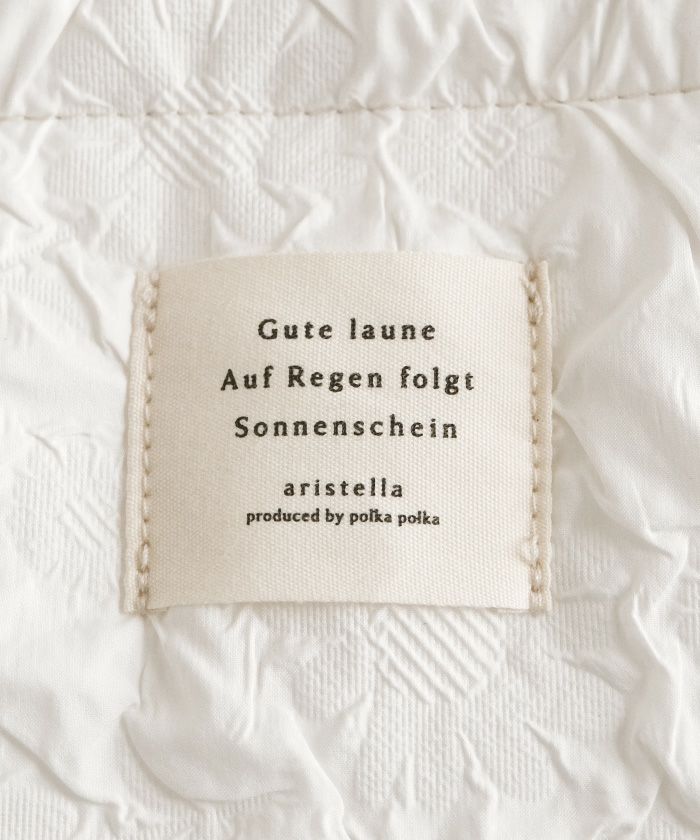 Gute laune
Auf Regen folgt
Sonnenschein
aristella
produced by polka polka